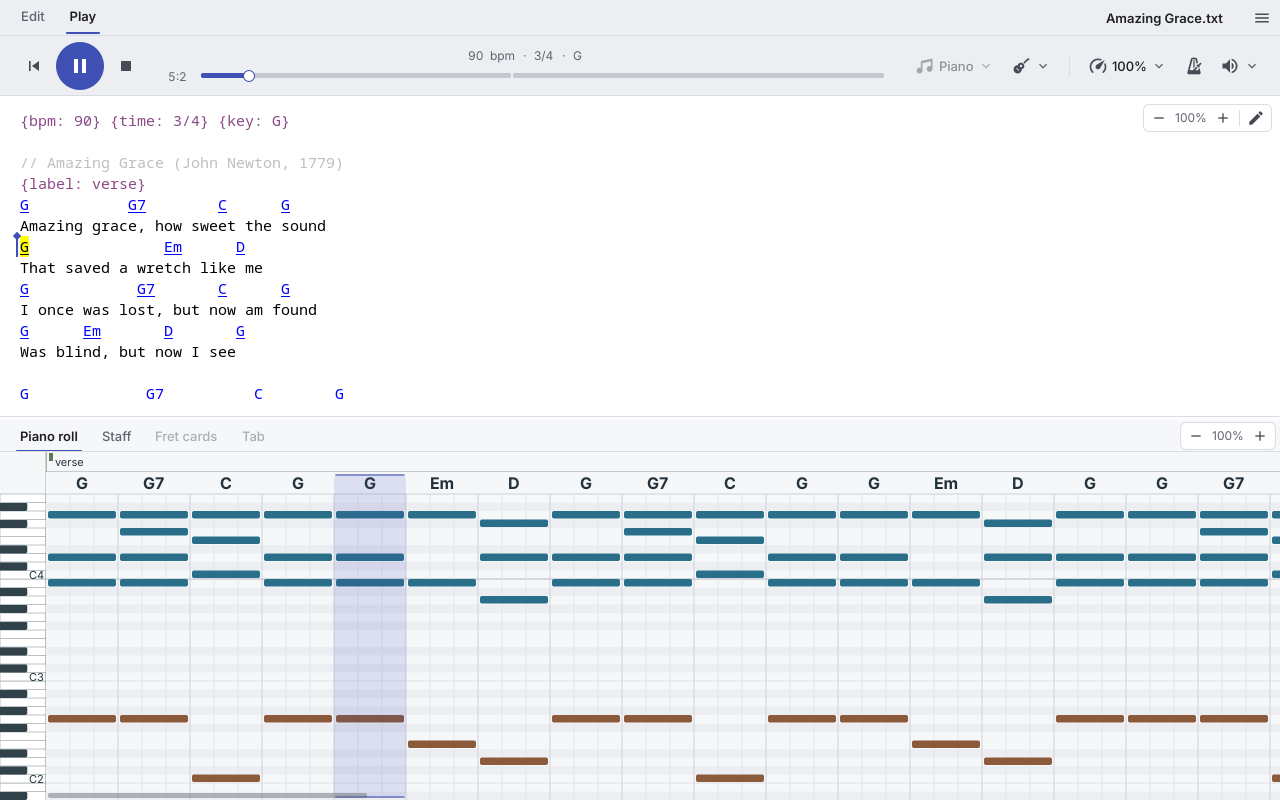 Edit Play Amazing Grace.txt
90 bpm · 3/4 · G
5:2 Piano 100%
{bpm: 90} {time: 3/4} {key: G} 100%
// Amazing Grace (John Newton, 1779)
{label: verse}
G G7 C G
Amazing grace, how sweet the sound
G Em D
That saved a wretch like me
G G7 C G
I once was lost, but now am found
G Em D G
Was blind, but now I see
G G7 C G
Piano roll Staff Fret cards Tab 100%
verse
G G7 C G G Em D G G7 C G G Em D G G G7
C4
C3
C2